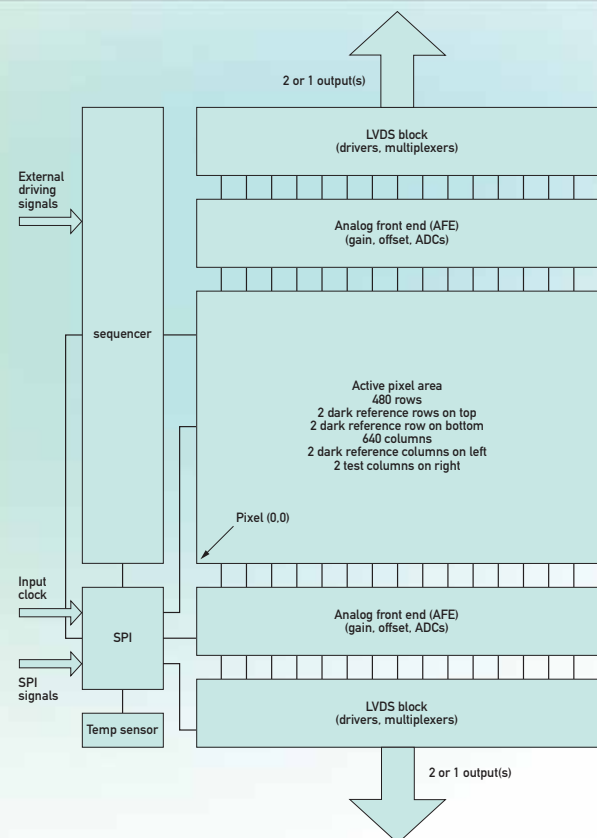 2 or 1 output(s)
LVDS block
(drivers, multiplexers)
External
driving
signals
Analog front end (AFE)
(gain, offset, ADCs)
sequencer
Active pixel area
480 rows
2 dark reference rows on top
2 dark reference row on bottom
640 columns
2 dark reference columns on left
2 test columns on right
Pixel (0,0)
Input
clock
SPI
SPI
signals
Analog front end (AFE)
(gain, offset, ADCs)
Temp sensor
LVDS block
(drivers, multiplexers)
2 or 1 output(s)